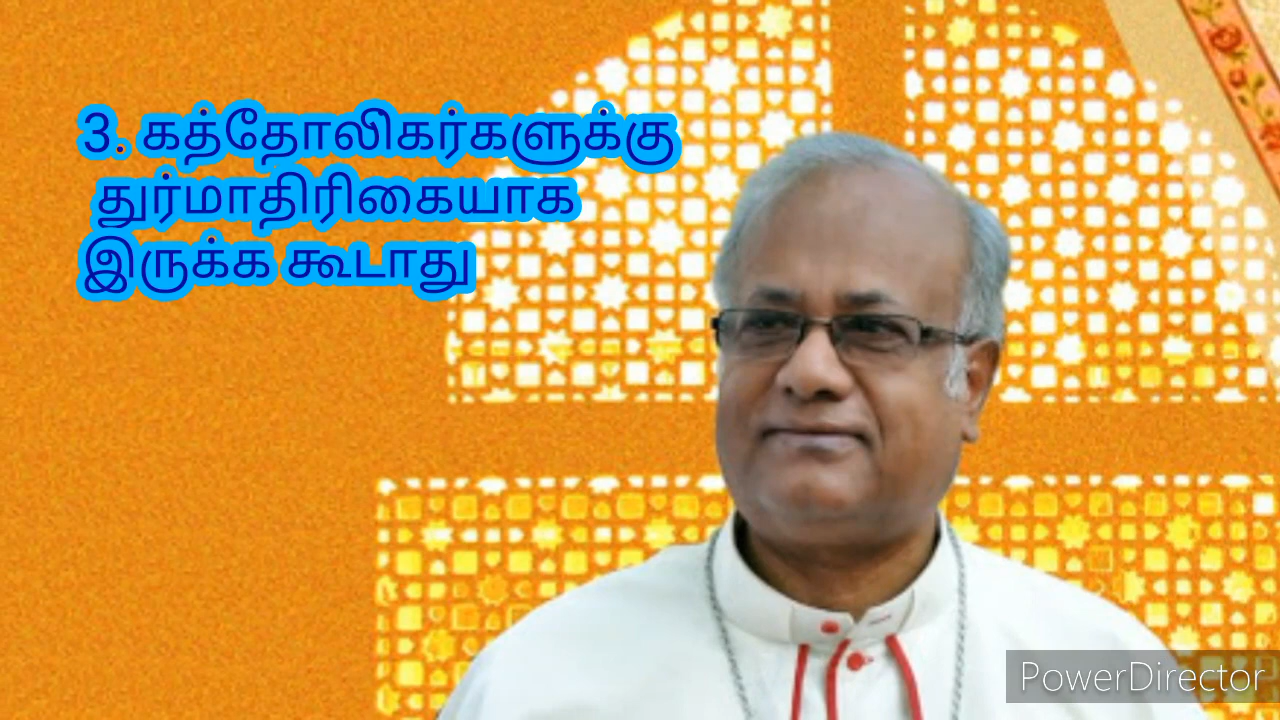 3. கத்தோலிகர்களுக்கு
துர்மாதிரிகையாக
இருக்க கூடாது
PowerDirector